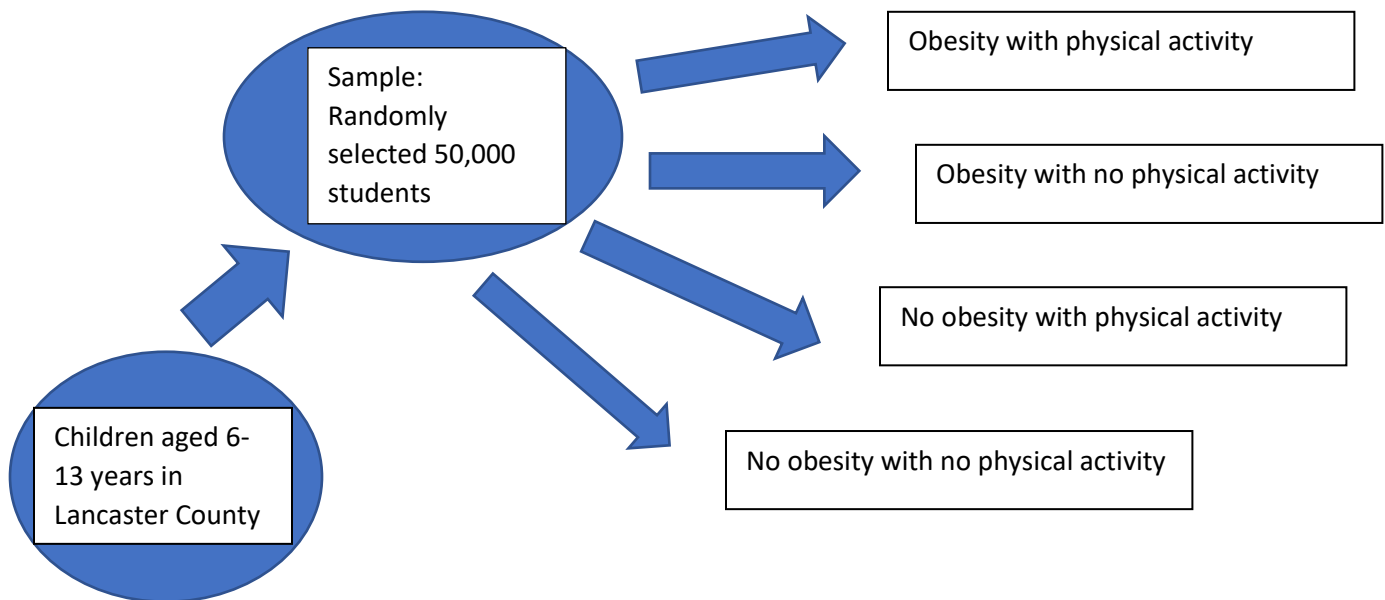 Sample:
Randomly
selected 50,000
students
Obesity with physical activity
Obesity with no physical activity
No obesity with physical activity
No obesity with no physical activity
Children aged 6-
13 years in
Lancaster County